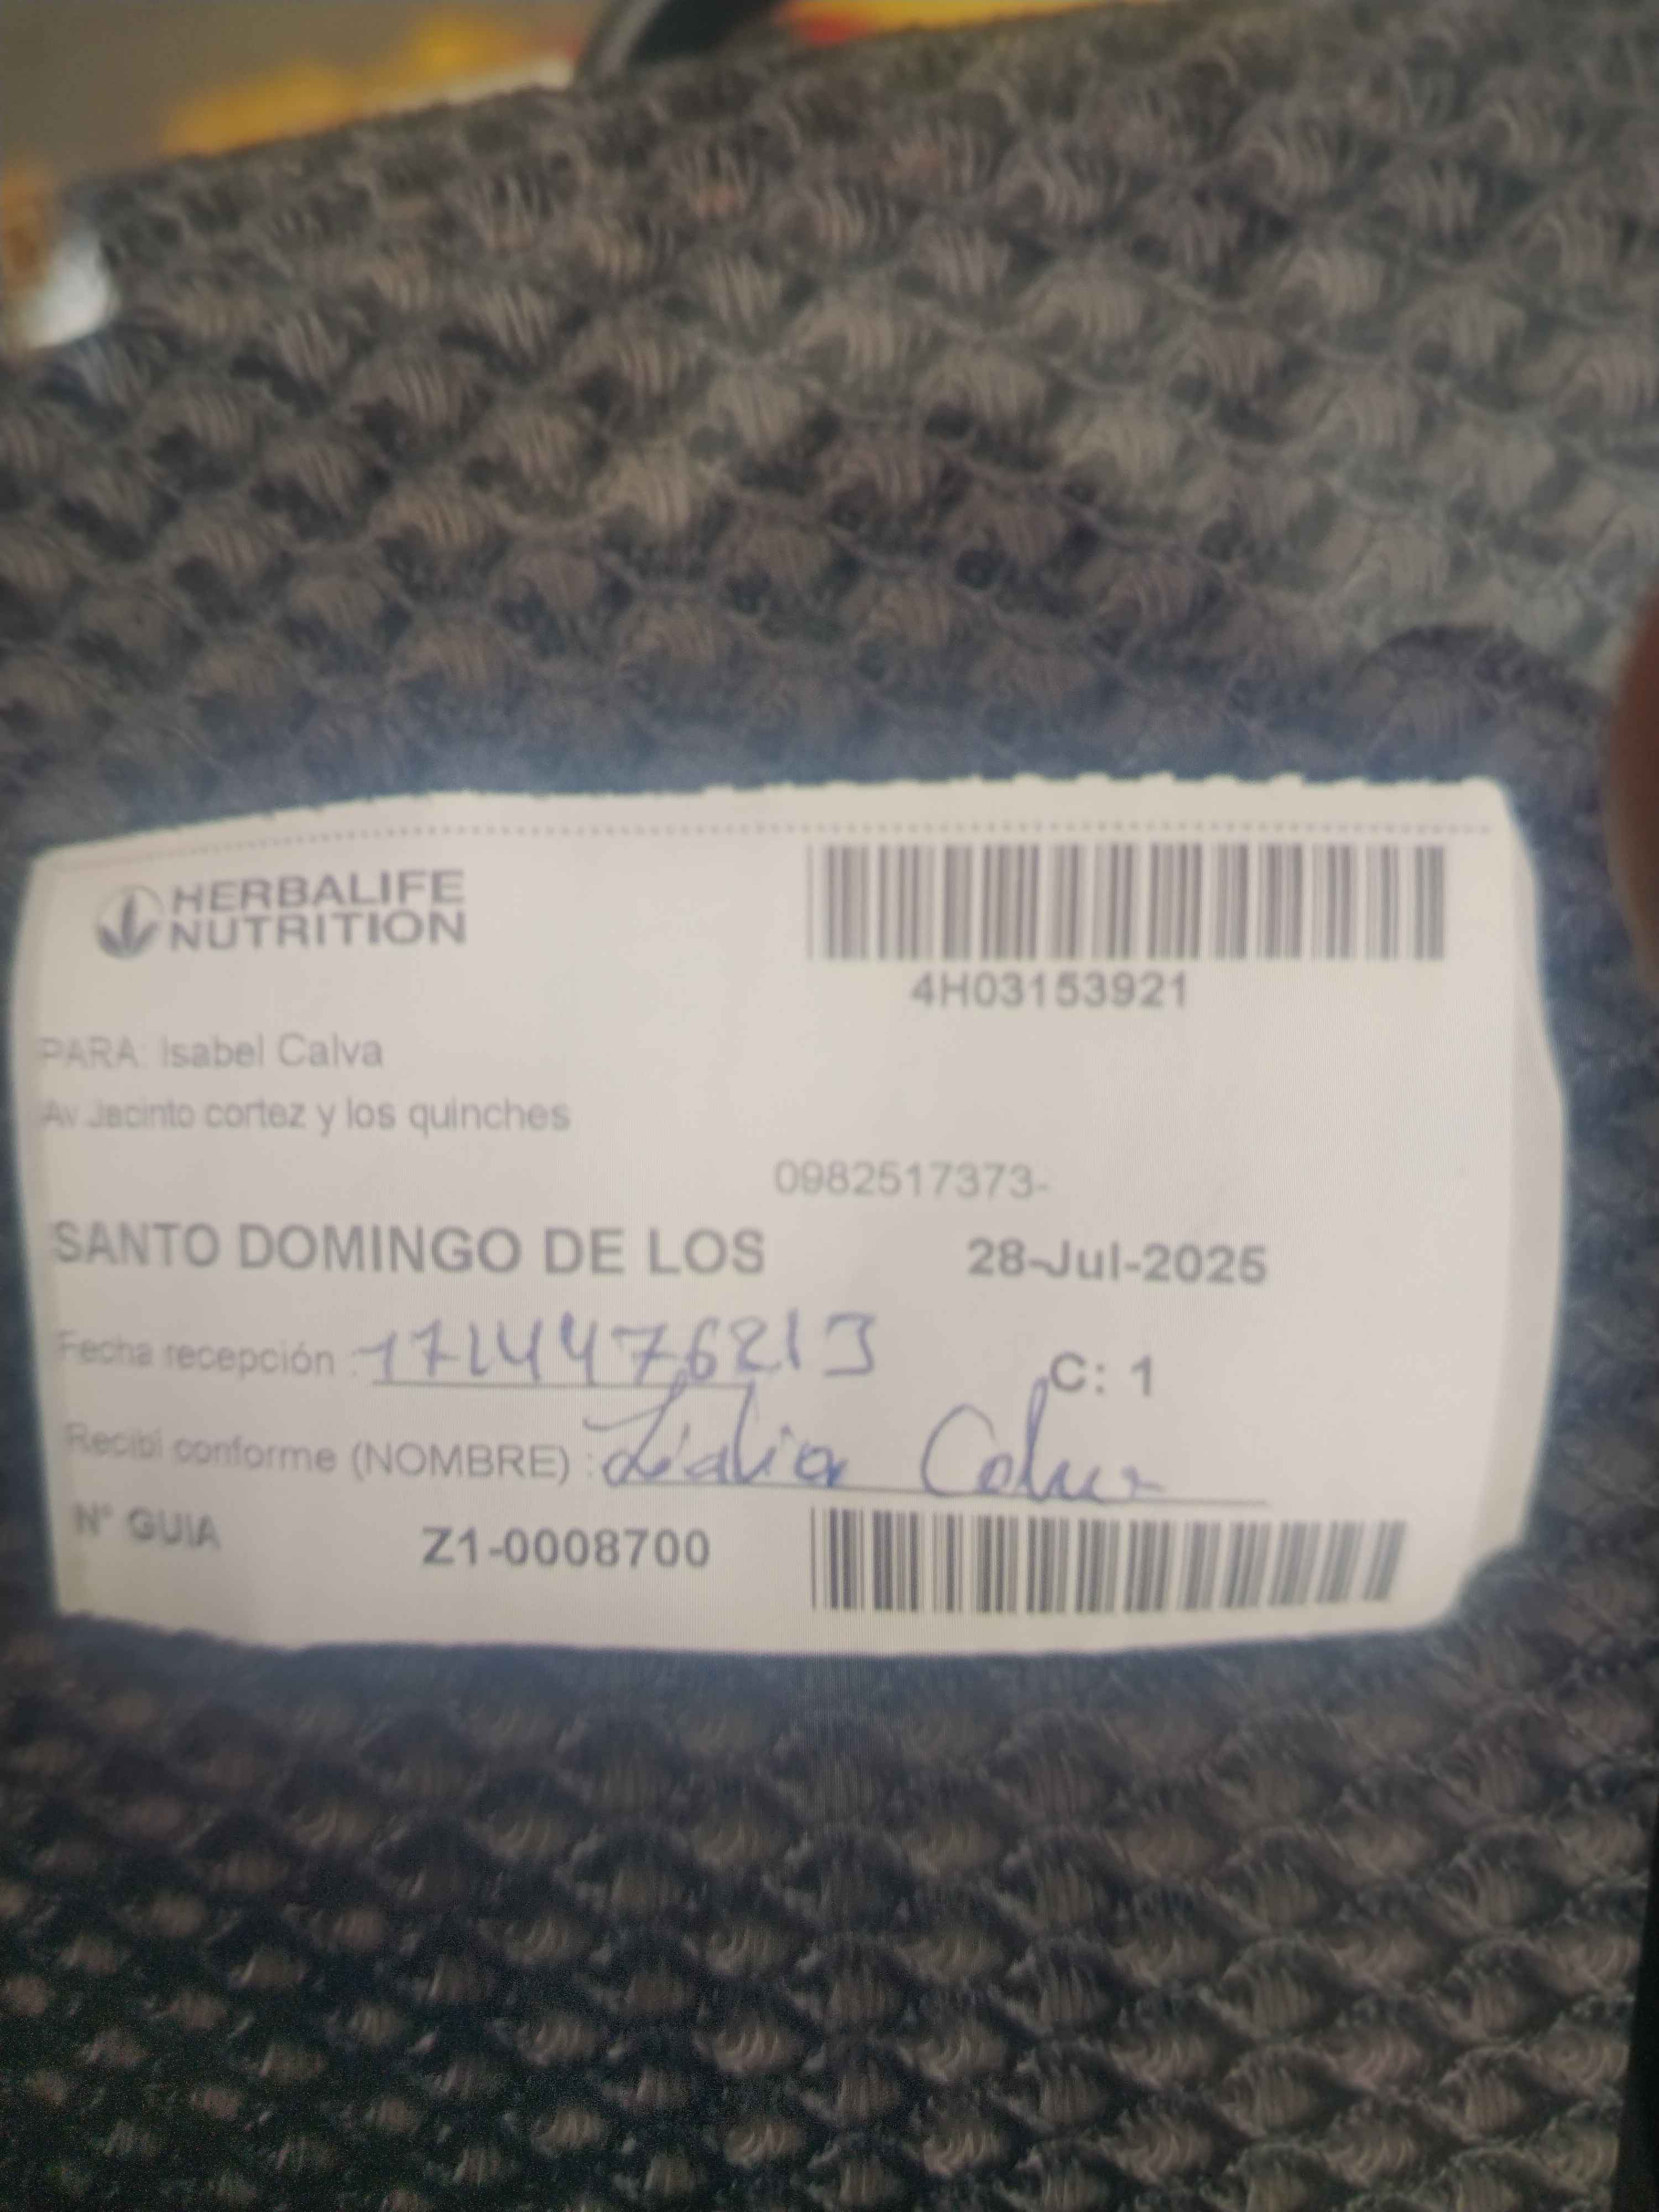 HERBALIFE
NUTRITION
4H03153921
PARA: Isabel Calva
Av Jacinto cortez y los quinches
0982517373-
SANTO DOMINGO DE LOS 28-Jul-2025
Fecha recepción : 1714476213
C: 1
Recibí conforme (NOMBRE) :
N° GUIA Z1-0008700